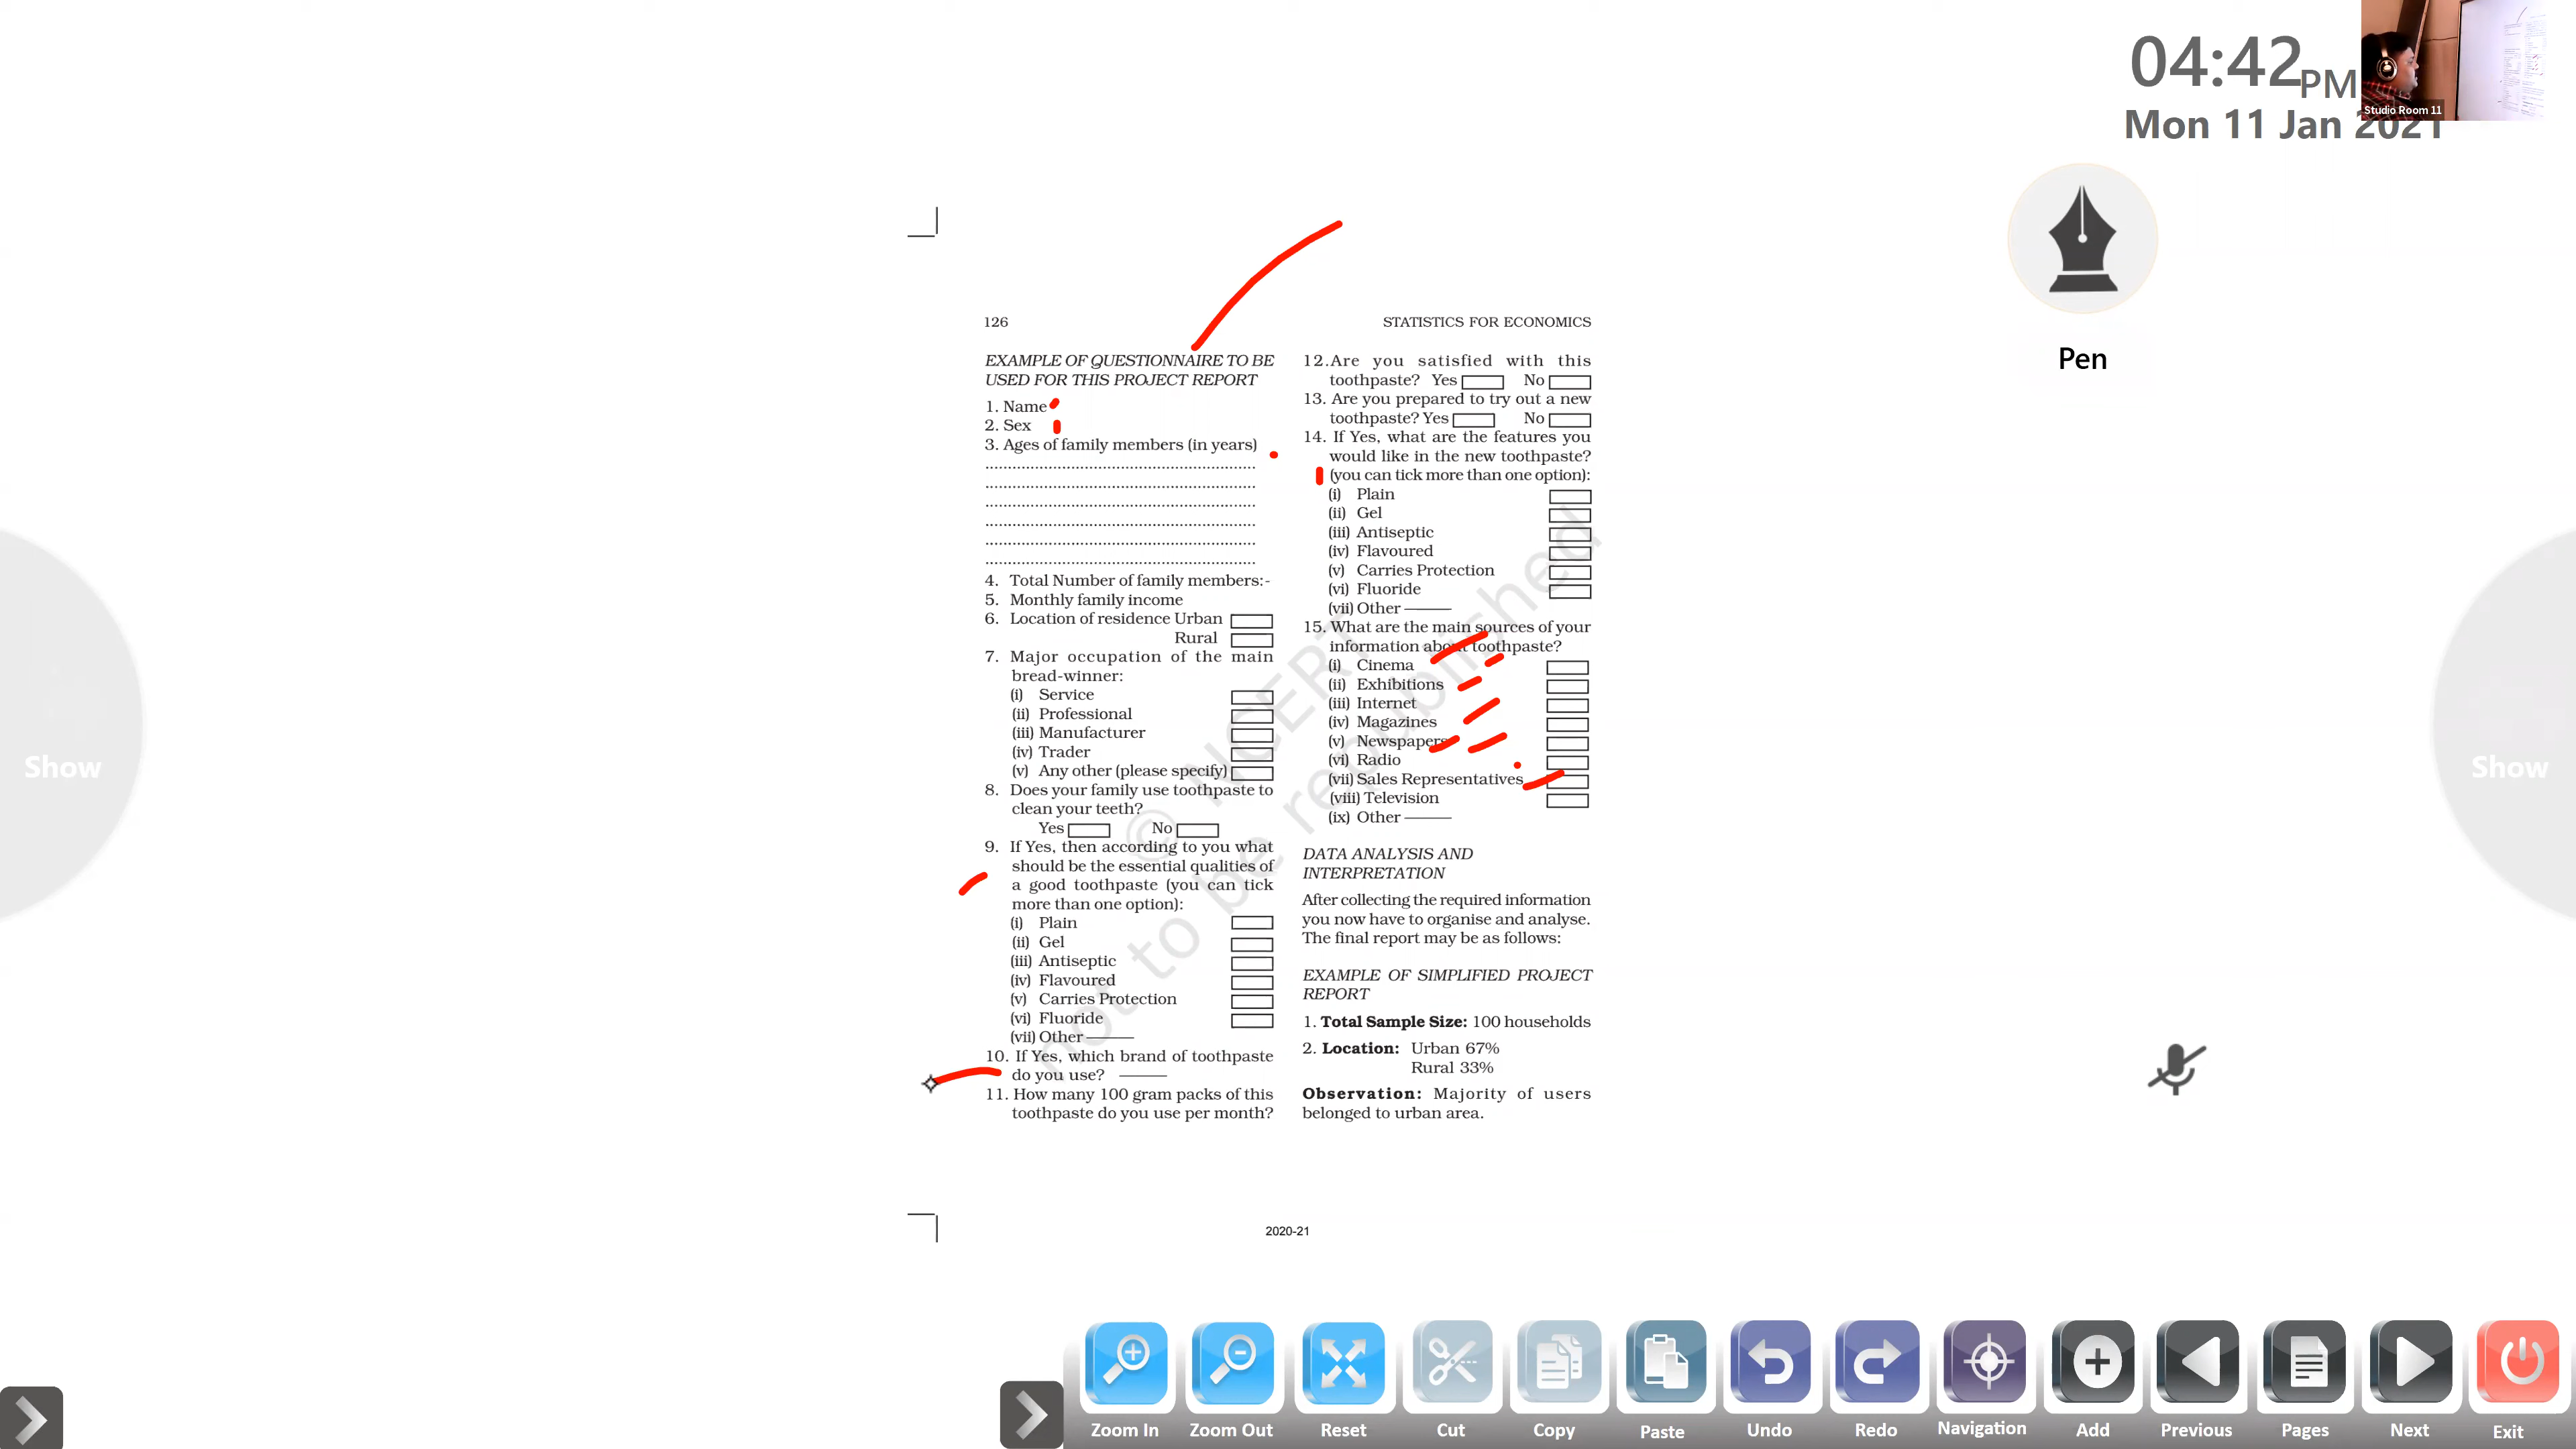 04:42 PM
Studio Room 11
Mon 11 Jan 2021
Pen
126
STATISTICS FOR ECONOMICS
EXAMPLE OF QUESTIONNAIRE TO BE
USED FOR THIS PROJECT REPORT
1. Name
2. Sex
3. Ages of family members (in years)
..........................................................
..........................................................
..........................................................
..........................................................
..........................................................
..........................................................
4. Total Number of family members:-
5. Monthly family income
6. Location of residence Urban
Rural
7. Major occupation of the main
bread-winner:
(i) Service
(ii) Professional
(iii) Manufacturer
(iv) Trader
(v) Any other (please specify)
8. Does your family use toothpaste to
clean your teeth?
Yes No
9. If Yes, then according to you what
should be the essential qualities of
a good toothpaste (you can tick
more than one option):
(i) Plain
(ii) Gel
(iii) Antiseptic
(iv) Flavoured
(v) Carries Protection
(vi) Fluoride
(vii) Other ———
10. If Yes, which brand of toothpaste
do you use? ———
11. How many 100 gram packs of this
toothpaste do you use per month?
12.Are you satisfied with this
toothpaste? Yes No
13. Are you prepared to try out a new
toothpaste? Yes No
14. If Yes, what are the features you
would like in the new toothpaste?
(you can tick more than one option):
(i) Plain
(ii) Gel
(iii) Antiseptic
(iv) Flavoured
(v) Carries Protection
(vi) Fluoride
(vii) Other ———
15. What are the main sources of your
information about toothpaste?
(i) Cinema
(ii) Exhibitions
(iii) Internet
(iv) Magazines
(v) Newspapers
(vi) Radio
(vii) Sales Representatives
(viii) Television
(ix) Other ———
DATA ANALYSIS AND
INTERPRETATION
After collecting the required information
you now have to organise and analyse.
The final report may be as follows:
EXAMPLE OF SIMPLIFIED PROJECT
REPORT
1. Total Sample Size: 100 households
2. Location: Urban 67%
Rural 33%
Observation: Majority of users
belonged to urban area.
© NCERT
not to be republished
2020-21
Show
Show
Zoom In Zoom Out Reset Cut Copy Paste Undo Redo Navigation Add Previous Pages Next Exit